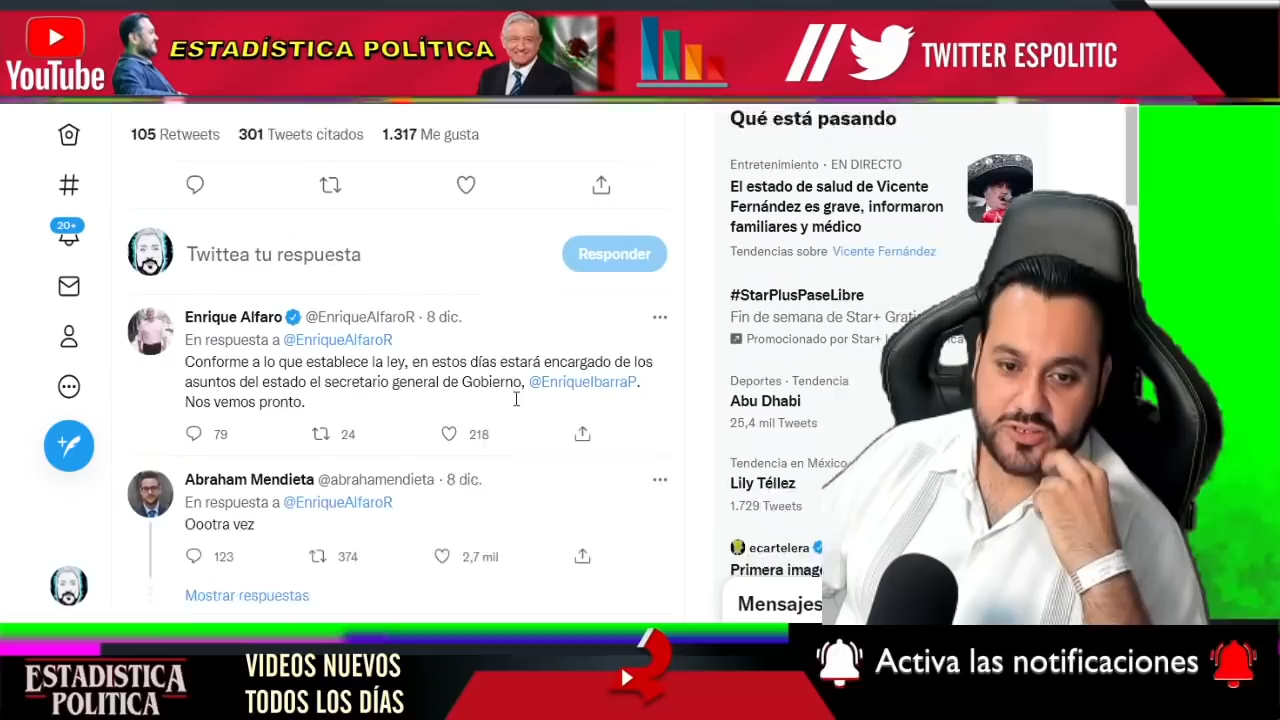 YouTube
ESTADÍSTICA POLÍTICA
TWITTER ESPOLITIC
105 Retweets 301 Tweets citados 1.317 Me gusta
20+
Twittea tu respuesta
Responder
Enrique Alfaro @EnriqueAlfaroR · 8 dic.
En respuesta a @EnriqueAlfaroR
Conforme a lo que establece la ley, en estos días estará encargado de los
asuntos del estado el secretario general de Gobierno, @EnriqueIbarraP.
Nos vemos pronto.
79 24 218
Abraham Mendieta @abrahamendieta · 8 dic.
En respuesta a @EnriqueAlfaroR
Oootra vez
123 374 2,7 mil
Mostrar respuestas
Qué está pasando
Entretenimiento · EN DIRECTO
El estado de salud de Vicente
Fernández es grave, informaron
familiares y médico
Tendencias sobre Vicente Fernández
#StarPlusPaseLibre
Fin de semana de Star+
Promocionado por Star+
Deportes · Tendencia
Abu Dhabi
25,4 mil Tweets
Tendencia en México
Lily Téllez
1.729 Tweets
ecartelera
Primera
Mensajes
ESTADISTICA
POLITICA
VIDEOS NUEVOS
TODOS LOS DÍAS
Activa las notificaciones